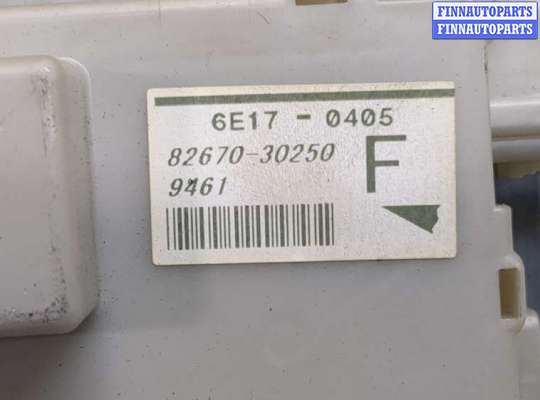 FINNAUTOPARTS
FINNAUTOPARTS
6E17 - 0405
82670-30250
F
9461